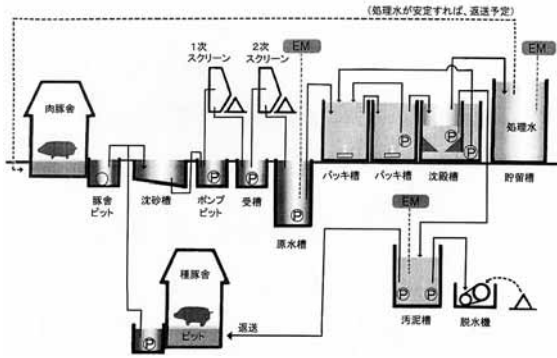 (処理水が安定すれば、返送予定)
EM
EM
1次
スクリーン
2次
スクリーン
肉豚舎
処理水
P
P
P
P
P
P
P
豚舎
ピット
沈砂槽
ポンプ
ピット
受槽
原水槽
バッキ槽
バッキ槽
沈殿槽
貯留槽
EM
種豚舎
ピット
返送
P
P
P
汚泥槽
脱水機